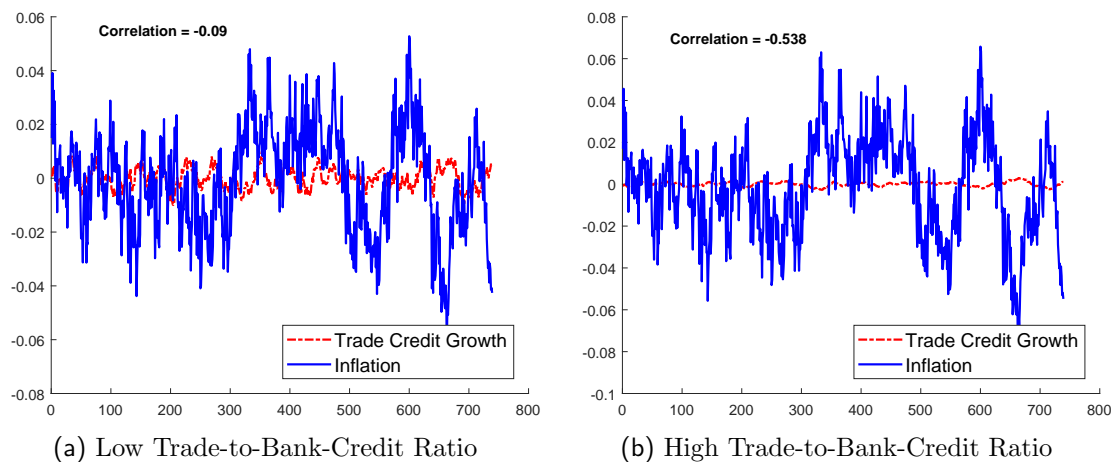 Correlation = -0.09
0.06
0.04
0.02
0
-0.02
-0.04
-0.06
-0.08
0 100 200 300 400 500 600 700 800
Trade Credit Growth
Inflation
(a) Low Trade-to-Bank-Credit Ratio
Correlation = -0.538
0.08
0.06
0.04
0.02
0
-0.02
-0.04
-0.06
-0.08
-0.1
0 100 200 300 400 500 600 700 800
Trade Credit Growth
Inflation
(b) High Trade-to-Bank-Credit Ratio